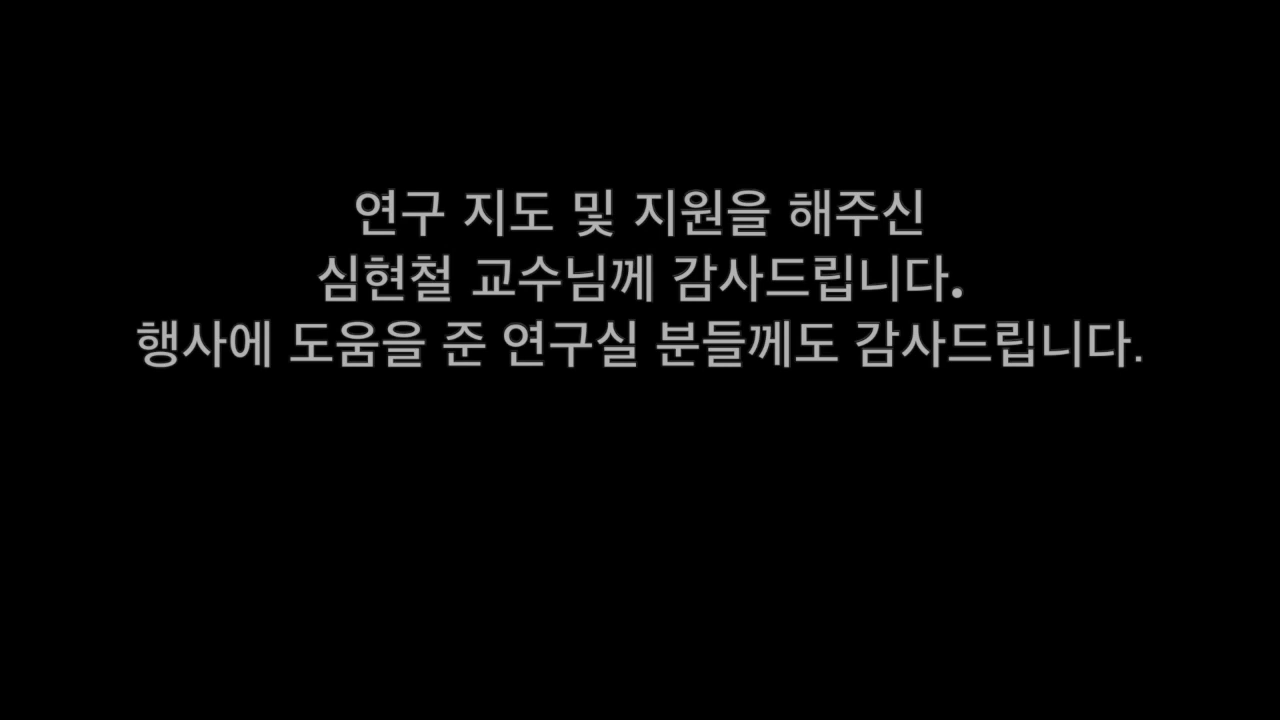 연구 지도 및 지원을 해주신
심현철 교수님께 감사드립니다.
행사에 도움을 준 연구실 분들께도 감사드립니다.